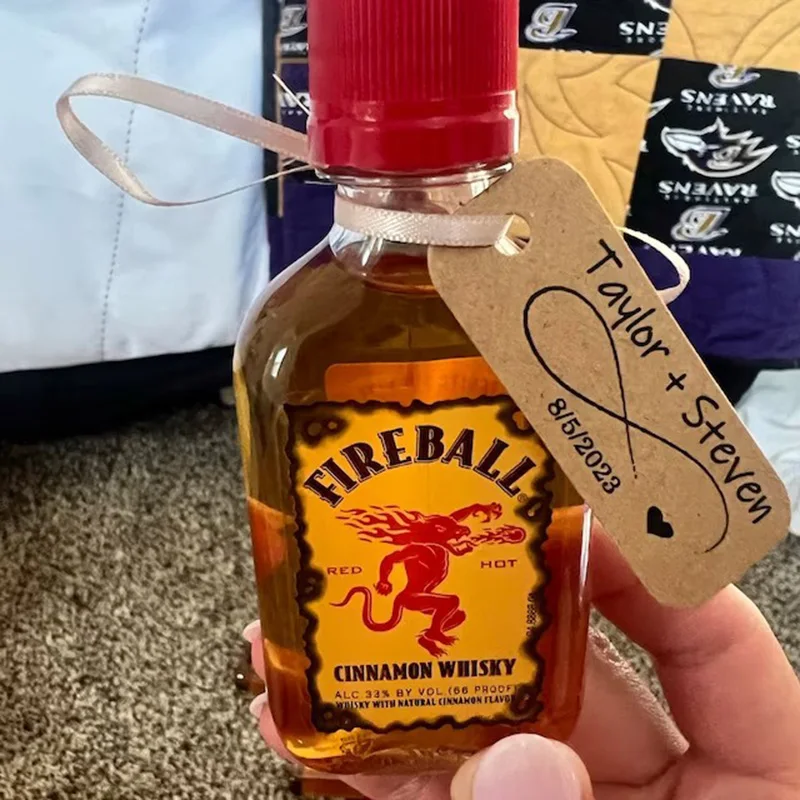 Taylor + Steven
8/5/2023
FIREBALL
RED HOT
CINNAMON WHISKY
ALC 33% BY VOL (66 PROOF)
WHISKY WITH NATURAL CINNAMON FLAVOR
RAVENS
RAVENS
RAVENS